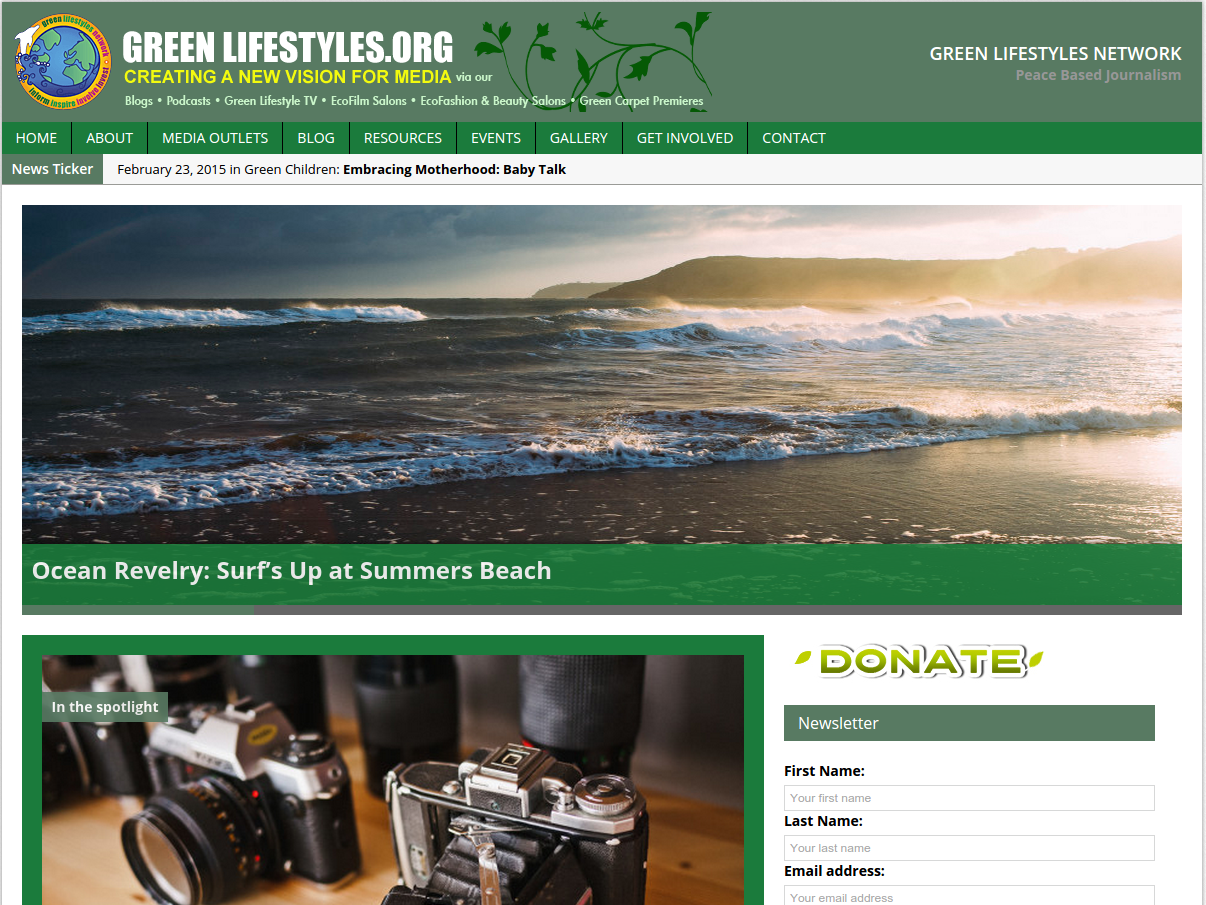 green lifestyles network
inform inspire involve invest
GREEN LIFESTYLES.ORG
CREATING A NEW VISION FOR MEDIA via our
Blogs • Podcasts • Green Lifestyle TV • EcoFilm Salons • EcoFashion & Beauty Salons • Green Carpet Premieres
GREEN LIFESTYLES NETWORK
Peace Based Journalism
HOME ABOUT MEDIA OUTLETS BLOG RESOURCES EVENTS GALLERY GET INVOLVED CONTACT
News Ticker February 23, 2015 in Green Children: Embracing Motherhood: Baby Talk
Ocean Revelry: Surf’s Up at Summers Beach
In the spotlight
DONATE
Newsletter
First Name:
Your first name
Last Name:
Your last name
Email address:
Your email address